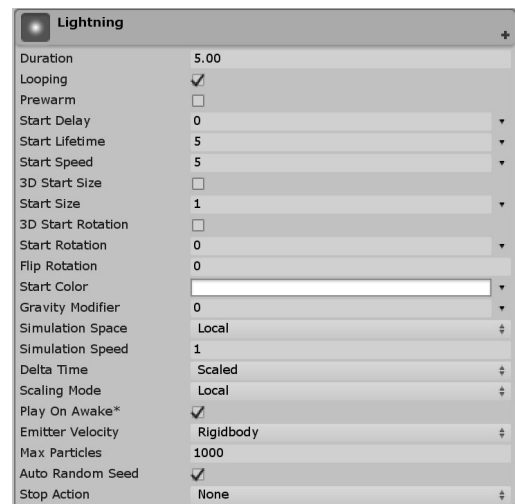 Lightning
Duration 5.00
Looping
Prewarm
Start Delay 0
Start Lifetime 5
Start Speed 5
3D Start Size
Start Size 1
3D Start Rotation
Start Rotation 0
Flip Rotation 0
Start Color
Gravity Modifier 0
Simulation Space Local
Simulation Speed 1
Delta Time Scaled
Scaling Mode Local
Play On Awake*
Emitter Velocity Rigidbody
Max Particles 1000
Auto Random Seed
Stop Action None